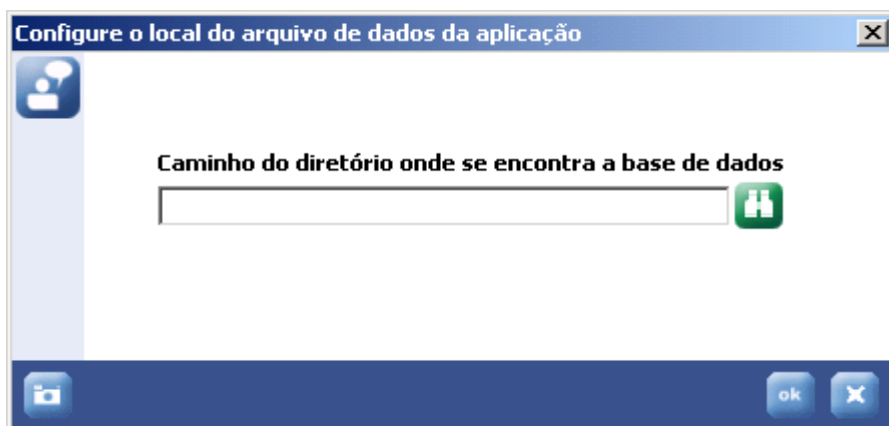 Configure o local do arquivo de dados da aplicação
Caminho do diretório onde se encontra a base de dados
ok